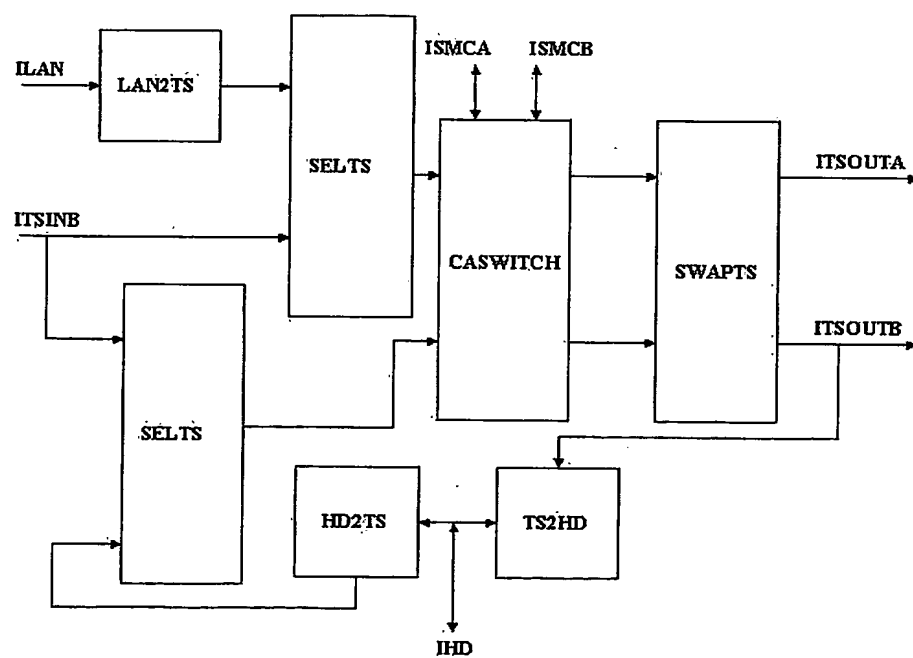 ISMCA
ISMCB
ILAN
LAN2TS
SELTS
ITSOUTA
ITSINB
CASWITCH
SWAPTS
ITSOUTB
SELTS
HD2TS
TS2HD
IHD